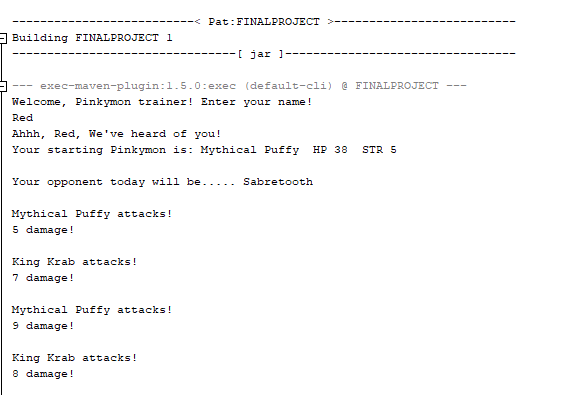 -----------------------< Pat:FINALPROJECT >-----------------------
Building FINALPROJECT 1
--------------------------------[ jar ]---------------------------------
--- exec-maven-plugin:1.5.0:exec (default-cli) @ FINALPROJECT ---
Welcome, Pinkymon trainer! Enter your name!
Red
Ahhh, Red, We've heard of you!
Your starting Pinkymon is: Mythical Puffy  HP 38  STR 5
Your opponent today will be..... Sabretooth
Mythical Puffy attacks!
5 damage!
King Krab attacks!
7 damage!
Mythical Puffy attacks!
9 damage!
King Krab attacks!
8 damage!